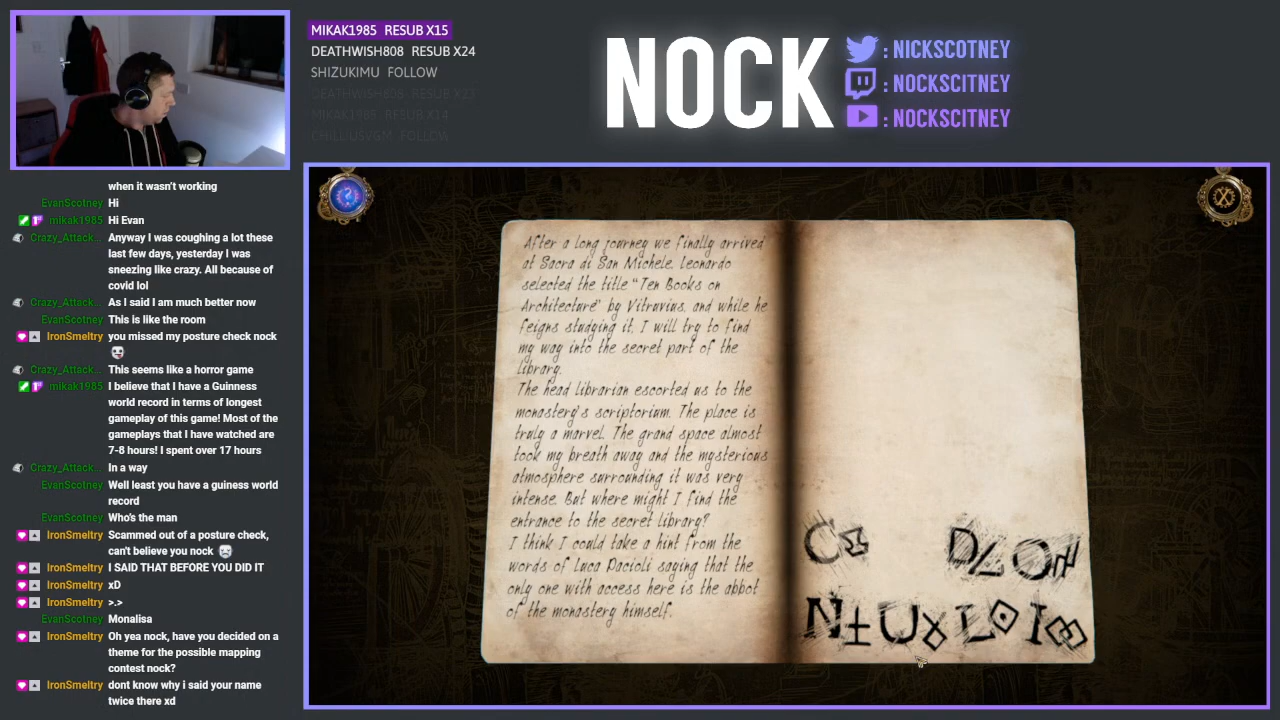 MIKAK1985 RESUB X15
DEATHWISH808 RESUB X24
SHIZUKIMU FOLLOW
DEATHWISH808 RESUB X23
MIKAK1985 RESUB X14
CHILLIUSVGM FOLLOW
NOCK
: NICKSCOTNEY
: NOCKSCITNEY
: NOCKSCITNEY
when it wasn't working
EvanScotney Hi
mikak1985 Hi Evan
Crazy_Attack... Anyway I was coughing a lot these
last few days, yesterday I was
sneezing like crazy. All because of
covid lol
Crazy_Attack... As I said I am much better now
EvanScotney This is like the room
IronSmeltry you missed my posture check nock
Crazy_Attack... This seems like a horror game
mikak1985 I believe that I have a Guinness
world record in terms of longest
gameplay of this game! Most of the
gameplays that I have watched are
7-8 hours! I spent over 17 hours
Crazy_Attack... In a way
EvanScotney Well least you have a guiness world
record
EvanScotney Who's the man
IronSmeltry Scammed out of a posture check,
can't believe you nock
IronSmeltry I SAID THAT BEFORE YOU DID IT
IronSmeltry xD
IronSmeltry >.>
EvanScotney Monalisa
IronSmeltry Oh yea nock, have you decided on a
theme for the possible mapping
contest nock?
IronSmeltry dont know why i said your name
twice there xd
After a long journey we finally arrived
at Sacra di San Michele. Leonardo
selected the title "Ten Books on
Architecture" by Vitruvius, and while he
feigns studying it, I will try to find
my way into the secret part of the
library.
The head librarian escorted us to the
monastery's scriptorium. The place is
truly a marvel. The grand space almost
took my breath away and the mysterious
atmosphere surrounding it was very
intense. But where might I find the
entrance to the secret library?
I think I could take a hint from the
words of Luca Pacioli saying that the
only one with access here is the abbot
of the monastery himself.
C D O
N U L I